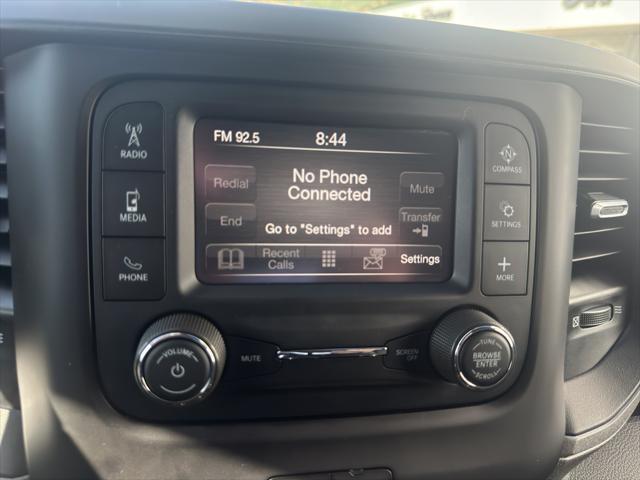 FM 92.5
8:44
RADIO
MEDIA
PHONE
Redial
No Phone
Connected
Mute
End
Transfer
Go to "Settings" to add
Recent
Calls
Settings
COMPASS
SETTINGS
MORE
VOLUME
MUTE
SCREEN
OFF
TUNE
BROWSE
ENTER
SCROLL